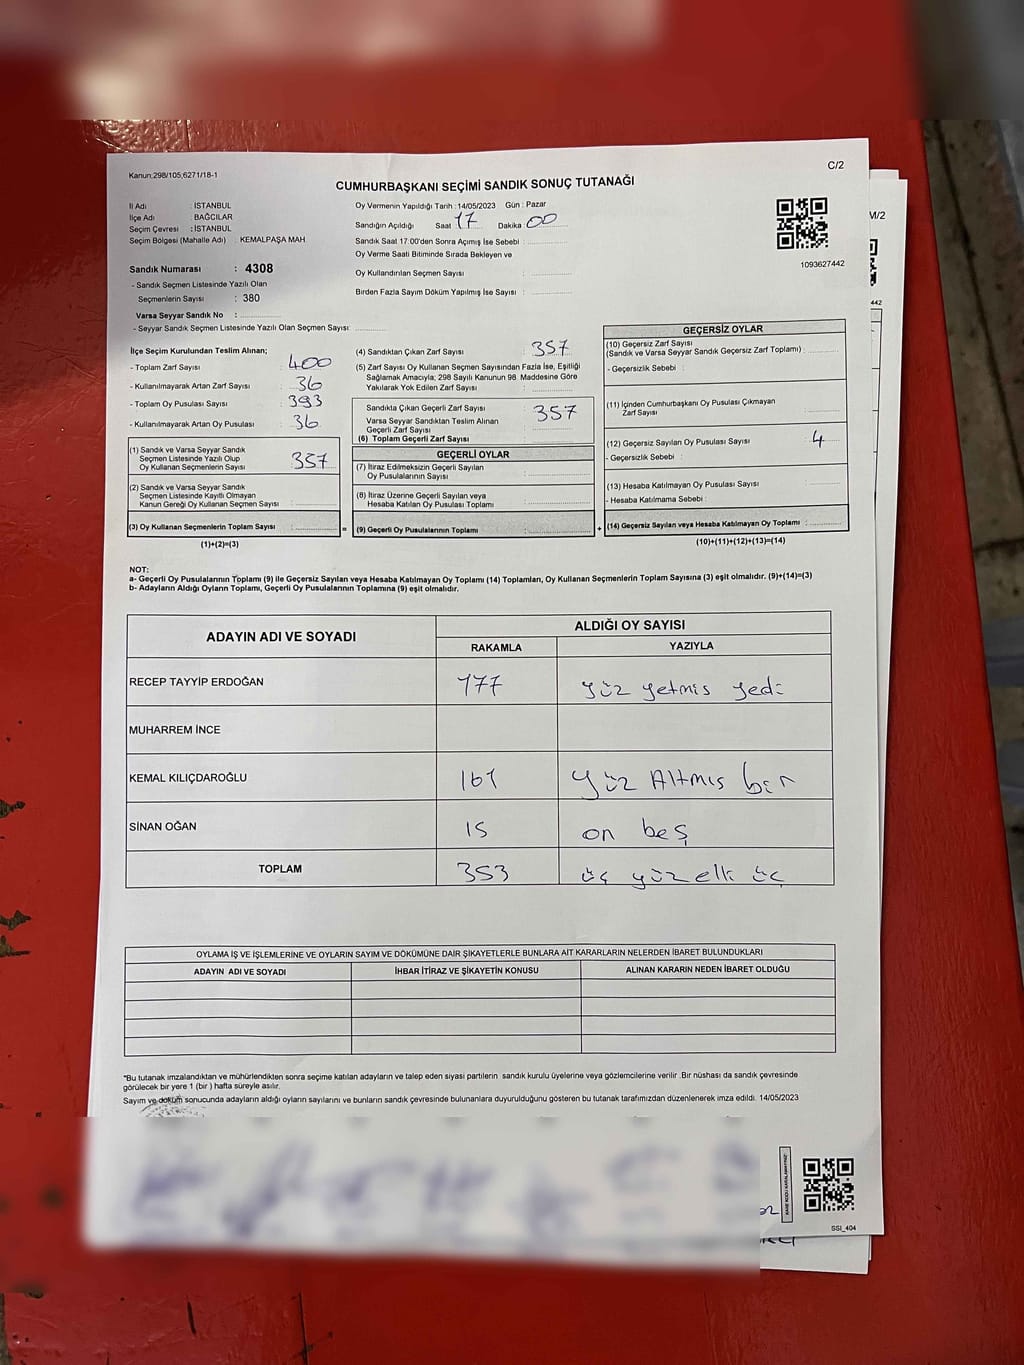 Kanun;298/105;6271/18-1
C/2
CUMHURBAŞKANI SEÇİMİ SANDIK SONUÇ TUTANAĞI
İl Adı : İSTANBUL
İlçe Adı : BAĞCILAR
Seçim Çevresi : İSTANBUL
Seçim Bölgesi (Mahalle Adı) : KEMALPAŞA MAH
Sandık Numarası : 4308
- Sandık Seçmen Listesinde Yazılı Olan
Seçmenlerin Sayısı : 380
Varsa Seyyar Sandık No :
- Seyyar Sandık Seçmen Listesinde Yazılı Olan Seçmen Sayısı:
Oy Vermenin Yapıldığı Tarih : 14/05/2023 Gün : Pazar
Sandığın Açıldığı Saat 17 Dakika 00
Sandık Saat 17:00'den Sonra Açımış İse Sebebi :
Oy Verme Saati Bitiminde Sırada Bekleyen ve
Oy Kullandırılan Seçmen Sayısı :
Birden Fazla Sayım Döküm Yapılmış İse Sayısı :
1093627442
M/2
442
İlçe Seçim Kurulundan Teslim Alınan;
- Toplam Zarf Sayısı : 400
- Kullanılmayarak Artan Zarf Sayısı : 36
- Toplam Oy Pusulası Sayısı : 393
- Kullanılmayarak Artan Oy Pusulası : 36
(1) Sandık ve Varsa Seyyar Sandık
Seçmen Listesinde Yazılı Olup
Oy Kullanan Seçmenlerin Sayısı : 357
(2) Sandık ve Varsa Seyyar Sandık
Seçmen Listesinde Kayıtlı Olmayan
Kanun Gereği Oy Kullanan Seçmen Sayısı :
(3) Oy Kullanan Seçmenlerin Toplam Sayısı : =
(1)+(2)=(3)
(4) Sandıktan Çıkan Zarf Sayısı : 357
(5) Zarf Sayısı Oy Kullanan Seçmen Sayısından Fazla İse, Eşitliği
Sağlamak Amacıyla; 298 Sayılı Kanunun 98. Maddesine Göre
Yakılarak Yok Edilen Zarf Sayısı :
Sandıkta Çıkan Geçerli Zarf Sayısı : 357
Varsa Seyyar Sandıktan Teslim Alınan
Geçerli Zarf Sayısı :
(6) Toplam Geçerli Zarf Sayısı :
GEÇERLİ OYLAR
(7) İtiraz Edilmeksizin Geçerli Sayılan
Oy Pusulalarının Sayısı :
(8) İtiraz Üzerine Geçerli Sayılan veya
Hesaba Katılan Oy Pusulası Toplamı :
(9) Geçerli Oy Pusulalarının Toplamı : +
GEÇERSİZ OYLAR
(10) Geçersiz Zarf Sayısı
(Sandık ve Varsa Seyyar Sandık Geçersiz Zarf Toplamı) :
- Geçersizlik Sebebi :
(11) İçinden Cumhurbaşkanı Oy Pusulası Çıkmayan
Zarf Sayısı :
(12) Geçersiz Sayılan Oy Pusulası Sayısı : 4
- Geçersizlik Sebebi :
(13) Hesaba Katılmayan Oy Pusulası Sayısı :
- Hesaba Katılmama Sebebi :
(14) Geçersiz Sayılan veya Hesaba Katılmayan Oy Toplamı :
(10)+(11)+(12)+(13)=(14)
NOT:
a- Geçerli Oy Pusulalarının Toplamı (9) ile Geçersiz Sayılan veya Hesaba Katılmayan Oy Toplamı (14) Toplamları, Oy Kullanan Seçmenlerin Toplam Sayısına (3) eşit olmalıdır. (9)+(14)=(3)
b- Adayların Aldığı Oyların Toplamı, Geçerli Oy Pusulalarının Toplamına (9) eşit olmalıdır.
ADAYIN ADI VE SOYADI
ALDIĞI OY SAYISI
RAKAMLA YAZIYLA
RECEP TAYYİP ERDOĞAN 177 yüz yetmis yedi
MUHARREM İNCE
KEMAL KILIÇDAROĞLU 161 yüz Altmış bir
SİNAN OĞAN 15 on beş
TOPLAM 353 üç yüz elli üç
OYLAMA İŞ VE İŞLEMLERİNE VE OYLARIN SAYIM VE DÖKÜMÜNE DAİR ŞİKAYETLERLE BUNLARA AİT KARARLARIN NELERDEN İBARET BULUNDUKLARI
ADAYIN ADI VE SOYADI İHBAR İTİRAZ VE ŞİKAYETİN KONUSU ALINAN KARARIN NEDEN İBARET OLDUĞU
*Bu tutanak imzalandıktan ve mühürlendikten sonra seçime katılan adayların ve talep eden siyasi partilerin sandık kurulu üyelerine veya gözlemcilerine verilir .Bir nüshası da sandık çevresinde
görülecek bir yere 1 (bir ) hafta süreyle asılır.
Sayım ve döküm sonucunda adayların aldığı oyların sayılarını ve bunların sandık çevresinde bulunanlara duyurulduğunu gösteren bu tutanak tarafımızdan düzenlenerek imza edildi. 14/05/2023
SSI_404